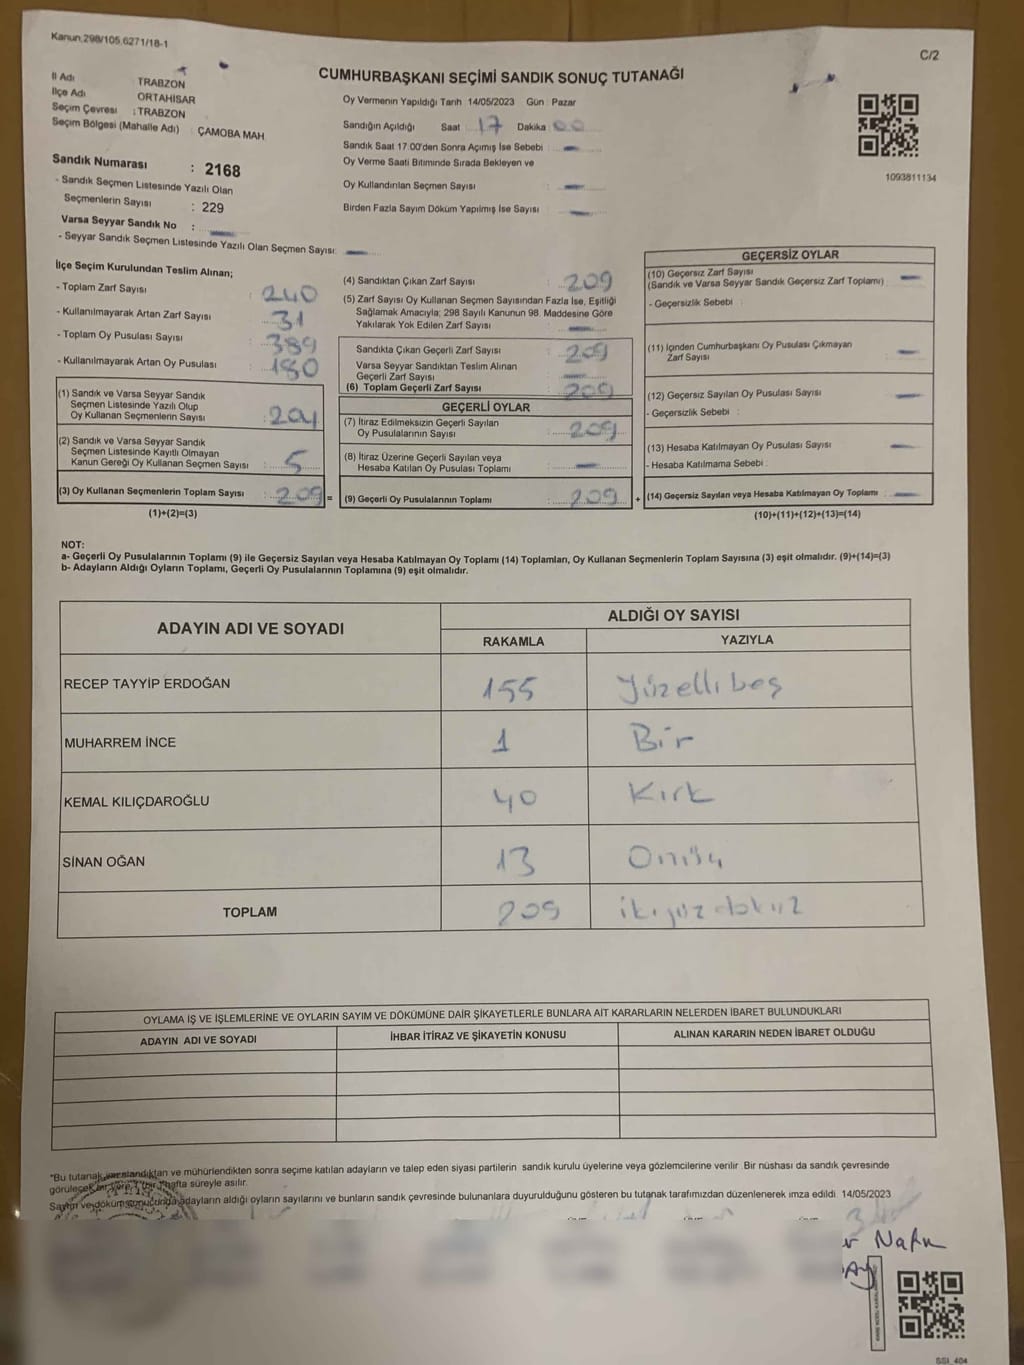 Kanun.298/105.6271/18-1
C/2
CUMHURBAŞKANI SEÇİMİ SANDIK SONUÇ TUTANAĞI
İl Adı TRABZON
İlçe Adı ORTAHİSAR
Seçim Çevresi : TRABZON
Seçim Bölgesi (Mahalle Adı) ÇAMOBA MAH.
Sandık Numarası : 2168
- Sandık Seçmen Listesinde Yazılı Olan
Seçmenlerin Sayısı : 229
Varsa Seyyar Sandık No :
- Seyyar Sandık Seçmen Listesinde Yazılı Olan Seçmen Sayısı:
Oy Vermenin Yapıldığı Tarih 14/05/2023 Gün : Pazar
Sandığın Açıldığı Saat 17 Dakika 00
Sandık Saat 17.00'den Sonra Açımış İse Sebebi :
Oy Verme Saati Bitiminde Sırada Bekleyen ve
Oy Kullandırılan Seçmen Sayısı :
Birden Fazla Sayım Döküm Yapılmış İse Sayısı :
1093811134
İlçe Seçim Kurulundan Teslim Alınan;
- Toplam Zarf Sayısı : 240
- Kullanılmayarak Artan Zarf Sayısı : 31
- Toplam Oy Pusulası Sayısı : 389
- Kullanılmayarak Artan Oy Pusulası : 180
(1) Sandık ve Varsa Seyyar Sandık
Seçmen Listesinde Yazılı Olup
Oy Kullanan Seçmenlerin Sayısı : 204
(2) Sandık ve Varsa Seyyar Sandık
Seçmen Listesinde Kayıtlı Olmayan
Kanun Gereği Oy Kullanan Seçmen Sayısı : 5
(3) Oy Kullanan Seçmenlerin Toplam Sayısı : 209 =
(1)+(2)=(3)
(4) Sandıktan Çıkan Zarf Sayısı : 209
(5) Zarf Sayısı Oy Kullanan Seçmen Sayısından Fazla İse, Eşitliği
Sağlamak Amacıyla; 298 Sayılı Kanunun 98. Maddesine Göre
Yakılarak Yok Edilen Zarf Sayısı :
Sandıkta Çıkan Geçerli Zarf Sayısı : 209
Varsa Seyyar Sandıktan Teslim Alınan
Geçerli Zarf Sayısı :
(6) Toplam Geçerli Zarf Sayısı : 209
GEÇERLİ OYLAR
(7) İtiraz Edilmeksizin Geçerli Sayılan
Oy Pusulalarının Sayısı : 209
(8) İtiraz Üzerine Geçerli Sayılan veya
Hesaba Katılan Oy Pusulası Toplamı :
(9) Geçerli Oy Pusulalarının Toplamı : 209 +
GEÇERSİZ OYLAR
(10) Geçersiz Zarf Sayısı
(Sandık ve Varsa Seyyar Sandık Geçersiz Zarf Toplamı) :
- Geçersizlik Sebebi :
(11) İçinden Cumhurbaşkanı Oy Pusulası Çıkmayan
Zarf Sayısı :
(12) Geçersiz Sayılan Oy Pusulası Sayısı :
- Geçersizlik Sebebi :
(13) Hesaba Katılmayan Oy Pusulası Sayısı :
- Hesaba Katılmama Sebebi :
(14) Geçersiz Sayılan veya Hesaba Katılmayan Oy Toplamı :
(10)+(11)+(12)+(13)=(14)
NOT:
a- Geçerli Oy Pusulalarının Toplamı (9) ile Geçersiz Sayılan veya Hesaba Katılmayan Oy Toplamı (14) Toplamları, Oy Kullanan Seçmenlerin Toplam Sayısına (3) eşit olmalıdır. (9)+(14)=(3)
b- Adayların Aldığı Oyların Toplamı, Geçerli Oy Pusulalarının Toplamına (9) eşit olmalıdır.
ADAYIN ADI VE SOYADI
ALDIĞI OY SAYISI
RAKAMLA YAZIYLA
RECEP TAYYİP ERDOĞAN 155 Yüzellibeş
MUHARREM İNCE 1 Bir
KEMAL KILIÇDAROĞLU 40 Kırk
SİNAN OĞAN 13 Onüç
TOPLAM 209 ikiyüzdokuz
OYLAMA İŞ VE İŞLEMLERİNE VE OYLARIN SAYIM VE DÖKÜMÜNE DAİR ŞİKAYETLERLE BUNLARA AİT KARARLARIN NELERDEN İBARET BULUNDUKLARI
ADAYIN ADI VE SOYADI İHBAR İTİRAZ VE ŞİKAYETİN KONUSU ALINAN KARARIN NEDEN İBARET OLDUĞU
"Bu tutanak imzalandıktan ve mühürlendikten sonra seçime katılan adayların ve talep eden siyasi partilerin sandık kurulu üyelerine veya gözlemcilerine verilir. Bir nüshası da sandık çevresinde
görülecek bir yere 1 (bir) hafta süreyle asılır.
Sayım ve döküm sonucunda adayların aldığı oyların sayılarını ve bunların sandık çevresinde bulunanlara duyurulduğunu gösteren bu tutanak tarafımızdan düzenlenerek imza edildi. 14/05/2023
SSI_404